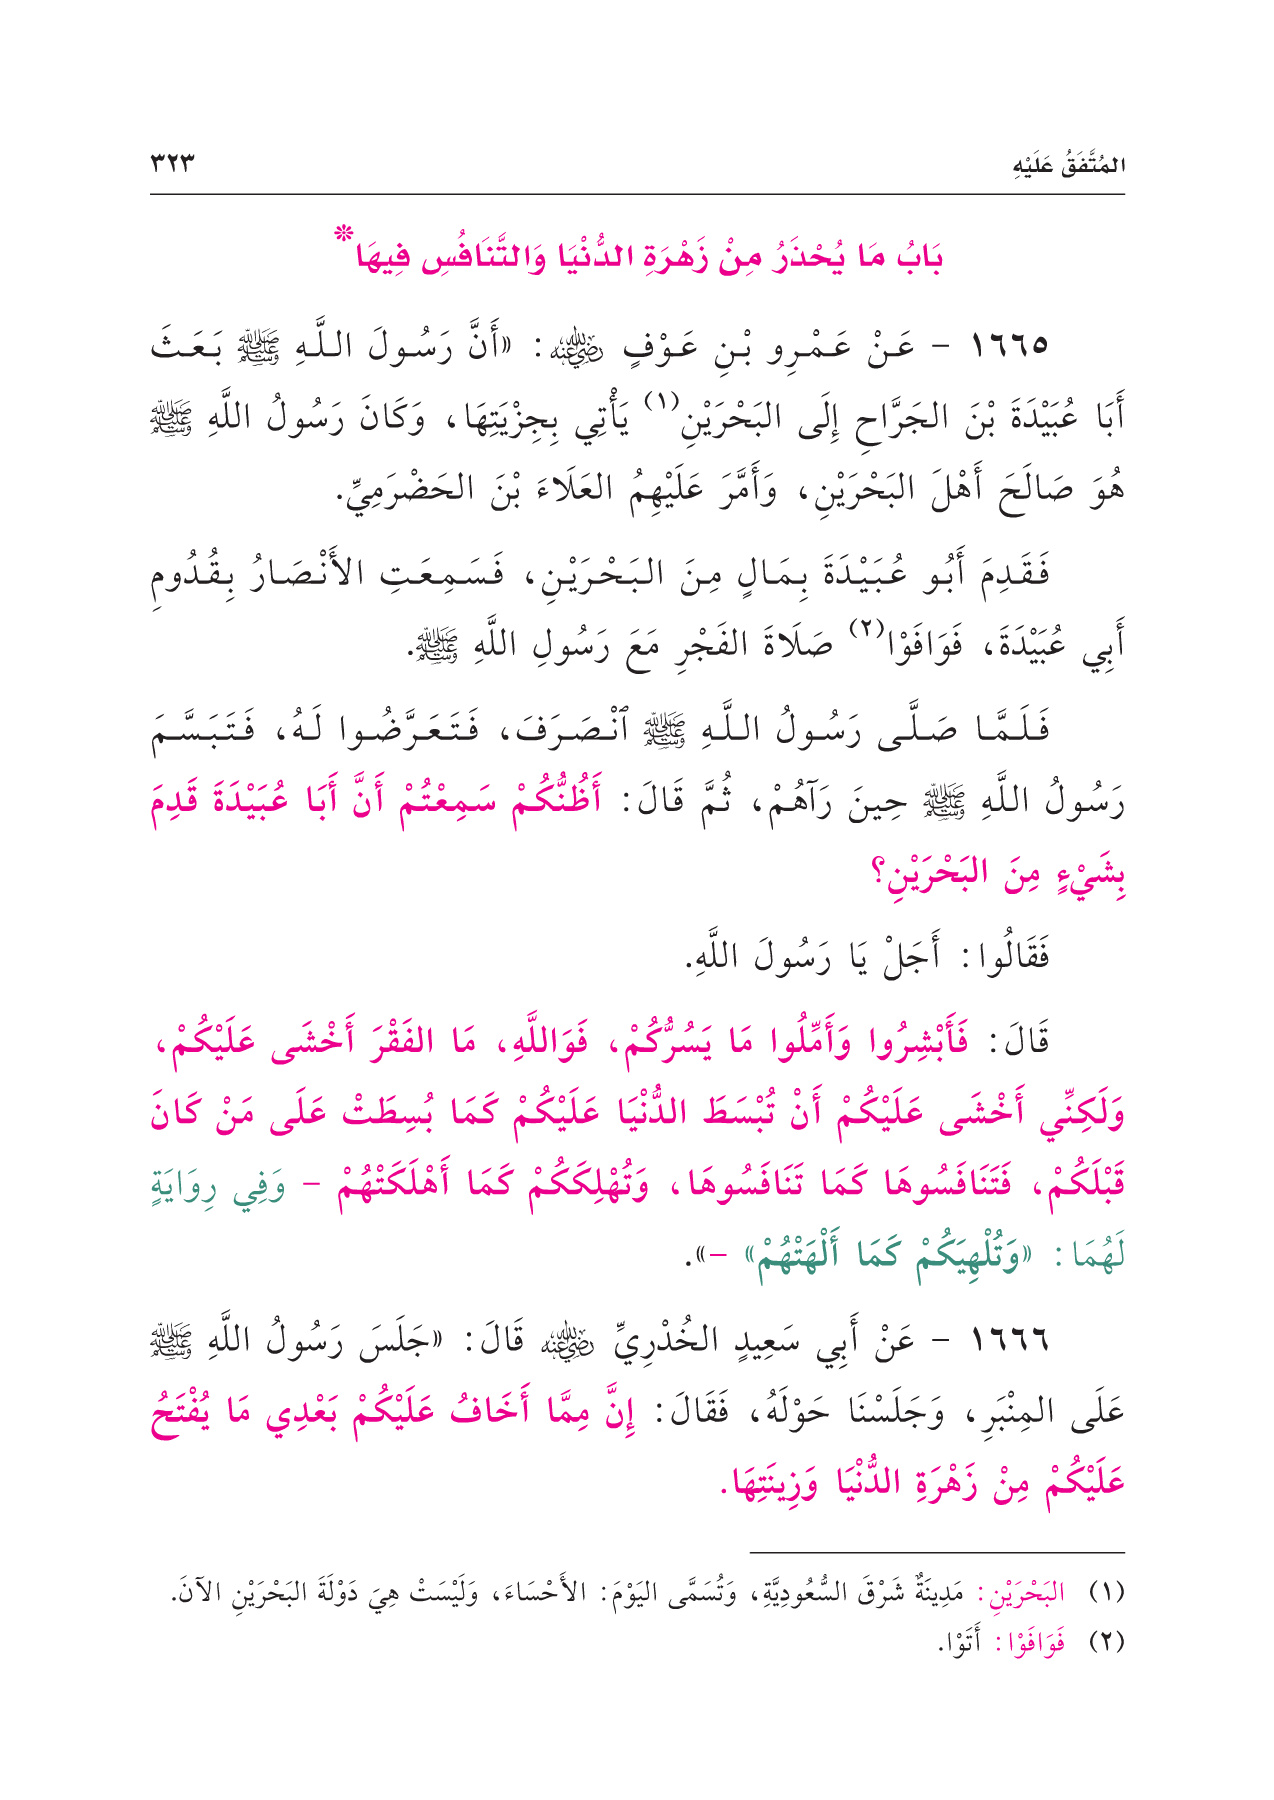 المُتَّفَقُ عَلَيْهِ ٣٢٣
بَابُ مَا يُحْذَرُ مِنْ زَهْرَةِ الدُّنْيَا وَالتَّنَافُسِ فِيهَا*
١٦٦٥ - عَنْ عَمْرِو بْنِ عَوْفٍ رضي الله عنه: «أَنَّ رَسُولَ اللَّهِ ﷺ بَعَثَ
أَبَا عُبَيْدَةَ بْنَ الجَرَّاحِ إِلَى البَحْرَيْنِ(١) يَأْتِي بِجِزْيَتِهَا، وَكَانَ رَسُولُ اللَّهِ ﷺ
هُوَ صَالَحَ أَهْلَ البَحْرَيْنِ، وَأَمَّرَ عَلَيْهِمُ العَلَاءَ بْنَ الحَضْرَمِيِّ.
فَقَدِمَ أَبُو عُبَيْدَةَ بِمَالٍ مِنَ البَحْرَيْنِ، فَسَمِعَتِ الأَنْصَارُ بِقُدُومِ
أَبِي عُبَيْدَةَ، فَوَافَوْا(٢) صَلَاةَ الفَجْرِ مَعَ رَسُولِ اللَّهِ ﷺ.
فَلَمَّا صَلَّى رَسُولُ اللَّهِ ﷺ ٱنْصَرَفَ، فَتَعَرَّضُوا لَهُ، فَتَبَسَّمَ
رَسُولُ اللَّهِ ﷺ حِينَ رَآهُمْ، ثُمَّ قَالَ: أَظُنُّكُمْ سَمِعْتُمْ أَنَّ أَبَا عُبَيْدَةَ قَدِمَ
بِشَيْءٍ مِنَ البَحْرَيْنِ؟
فَقَالُوا: أَجَلْ يَا رَسُولَ اللَّهِ.
قَالَ: فَأَبْشِرُوا وَأَمِّلُوا مَا يَسُرُّكُمْ، فَوَاللَّهِ، مَا الفَقْرَ أَخْشَى عَلَيْكُمْ،
وَلَكِنِّي أَخْشَى عَلَيْكُمْ أَنْ تُبْسَطَ الدُّنْيَا عَلَيْكُمْ كَمَا بُسِطَتْ عَلَى مَنْ كَانَ
قَبْلَكُمْ، فَتَنَافَسُوهَا كَمَا تَنَافَسُوهَا، وَتُهْلِكَكُمْ كَمَا أَهْلَكَتْهُمْ - وَفِي رِوَايَةٍ
لَهُمَا: «وَتُلْهِيَكُمْ كَمَا أَلْهَتْهُمْ» -».
١٦٦٦ - عَنْ أَبِي سَعِيدٍ الخُدْرِيِّ رضي الله عنه قَالَ: «جَلَسَ رَسُولُ اللَّهِ ﷺ
عَلَى المِنْبَرِ، وَجَلَسْنَا حَوْلَهُ، فَقَالَ: إِنَّ مِمَّا أَخَافُ عَلَيْكُمْ بَعْدِي مَا يُفْتَحُ
عَلَيْكُمْ مِنْ زَهْرَةِ الدُّنْيَا وَزِينَتِهَا.
(١) البَحْرَيْنِ: مَدِينَةٌ شَرْقَ السُّعُودِيَّةِ، وَتُسَمَّى اليَوْمَ: الأَحْسَاءَ، وَلَيْسَتْ هِيَ دَوْلَةَ البَحْرَيْنِ الآنَ.
(٢) فَوَافَوْا: أَتَوْا.